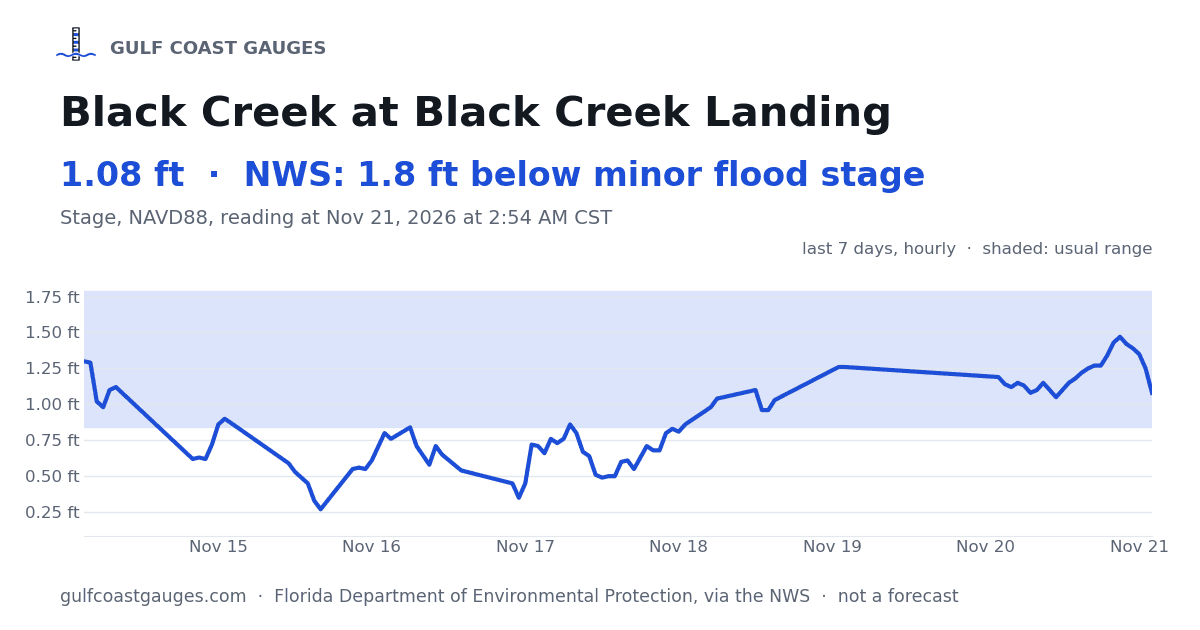 GULF COAST GAUGES
Black Creek at Black Creek Landing
1.08 ft · NWS: 1.8 ft below minor flood stage
Stage, NAVD88, reading at Nov 21, 2026 at 2:54 AM CST
last 7 days, hourly · shaded: usual range
1.75 ft
1.50 ft
1.25 ft
1.00 ft
0.75 ft
0.50 ft
0.25 ft
Nov 15 Nov 16 Nov 17 Nov 18 Nov 19 Nov 20 Nov 21
gulfcoastgauges.com · Florida Department of Environmental Protection, via the NWS · not a forecast